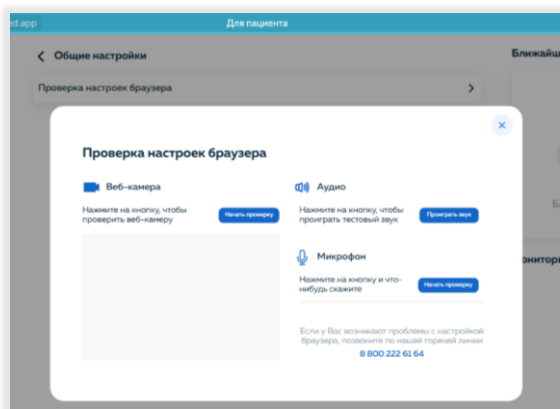 ed.app
Для пациента
Общие настройки
Проверка настроек браузера
Ближайш
Проверка настроек браузера
Веб-камера
Нажмите на кнопку, чтобы
проверить веб-камеру
Начать проверку
Аудио
Нажмите на кнопку, чтобы
проиграть тестовый звук
Проиграть звук
Микрофон
Нажмите на кнопку и что-
нибудь скажите
Начать проверку
Если у Вас возникают проблемы с настройкой
браузера, позвоните по нашей горячей линии
8 800 222 61 64
Б
ониторі